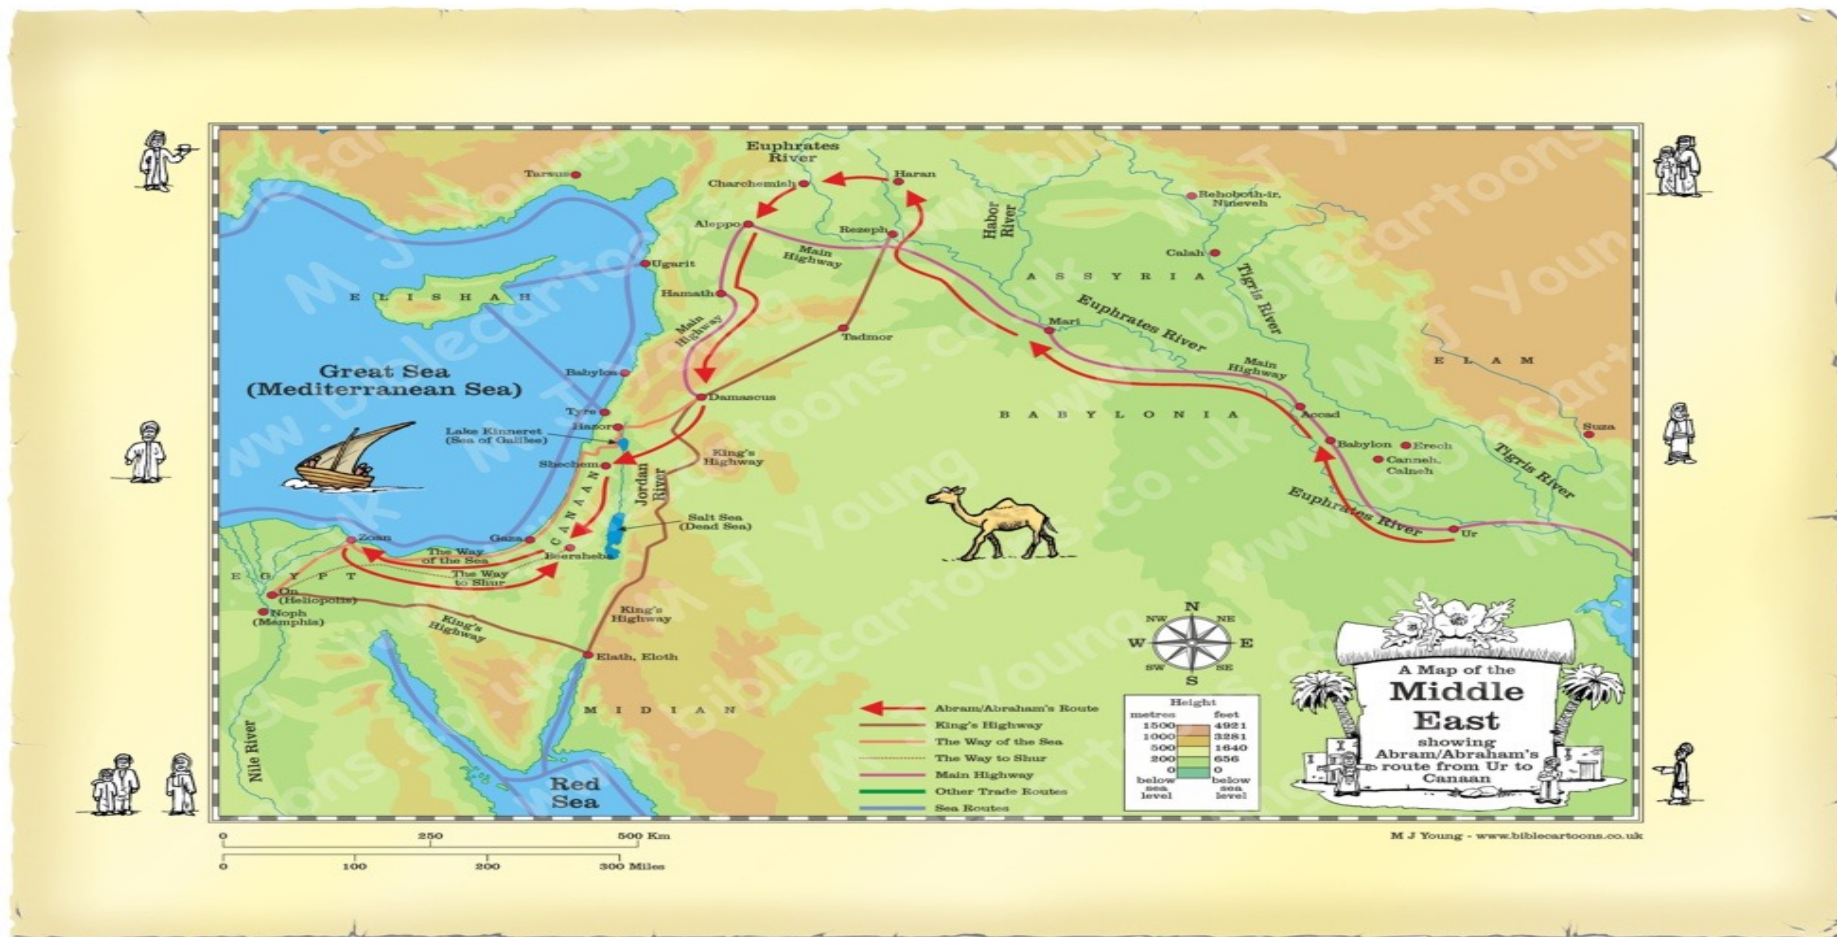 Euphrates
River
Tarsus
Charchemish
Haran
Rehoboth-ir,
Nineveh
Habor
River
Aleppo
Rezeph
Main
Highway
Calah
Ugarit
A S S Y R I A
Tigris River
E L I S H A H
Hamath
Euphrates River
Main
Highway
Mari
Tadmor
E L A M
Main
Highway
Great Sea
(Mediterranean Sea)
Babylos
Damascus
B A B Y L O N I A
Accad
Tyre
Hazor
Lake Kinneret
(Sea of Galilee)
Suza
Babylon
Erech
Canneh,
Calneh
King's
Highway
Shechem
Jordan
River
C A N A A N
Tigris River
Euphrates River
Salt Sea
(Dead Sea)
Ur
Zoan
Gaza
Beersheba
The Way
of the Sea
The Way
to Shur
E G Y P T
On
(Heliopolis)
Noph
(Memphis)
King's
Highway
King's
Highway
Elath, Eloth
N
NW
NE
W
E
SW
SE
S
M I D I A N
Nile River
Red
Sea
Abram/Abraham's Route
King's Highway
The Way of the Sea
The Way to Shur
Main Highway
Other Trade Routes
Sea Routes
Height
metres feet
1500 4921
1000 3281
500 1640
200 656
0 0
below below
sea sea
level level
A Map of the
Middle
East
showing
Abram/Abraham's
route from Ur to
Canaan
0 250 500 Km
0 100 200 300 Miles
M J Young - www.biblecartoons.co.uk
M J Young
www.biblecartoons.co.uk